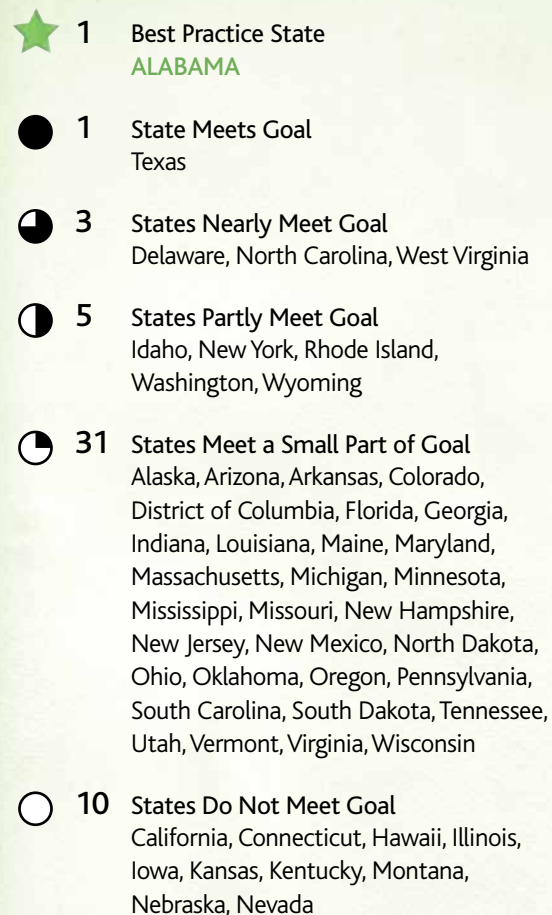 1 Best Practice State
ALABAMA
1 State Meets Goal
Texas
3 States Nearly Meet Goal
Delaware, North Carolina, West Virginia
5 States Partly Meet Goal
Idaho, New York, Rhode Island,
Washington, Wyoming
31 States Meet a Small Part of Goal
Alaska, Arizona, Arkansas, Colorado,
District of Columbia, Florida, Georgia,
Indiana, Louisiana, Maine, Maryland,
Massachusetts, Michigan, Minnesota,
Mississippi, Missouri, New Hampshire,
New Jersey, New Mexico, North Dakota,
Ohio, Oklahoma, Oregon, Pennsylvania,
South Carolina, South Dakota, Tennessee,
Utah, Vermont, Virginia, Wisconsin
10 States Do Not Meet Goal
California, Connecticut, Hawaii, Illinois,
Iowa, Kansas, Kentucky, Montana,
Nebraska, Nevada